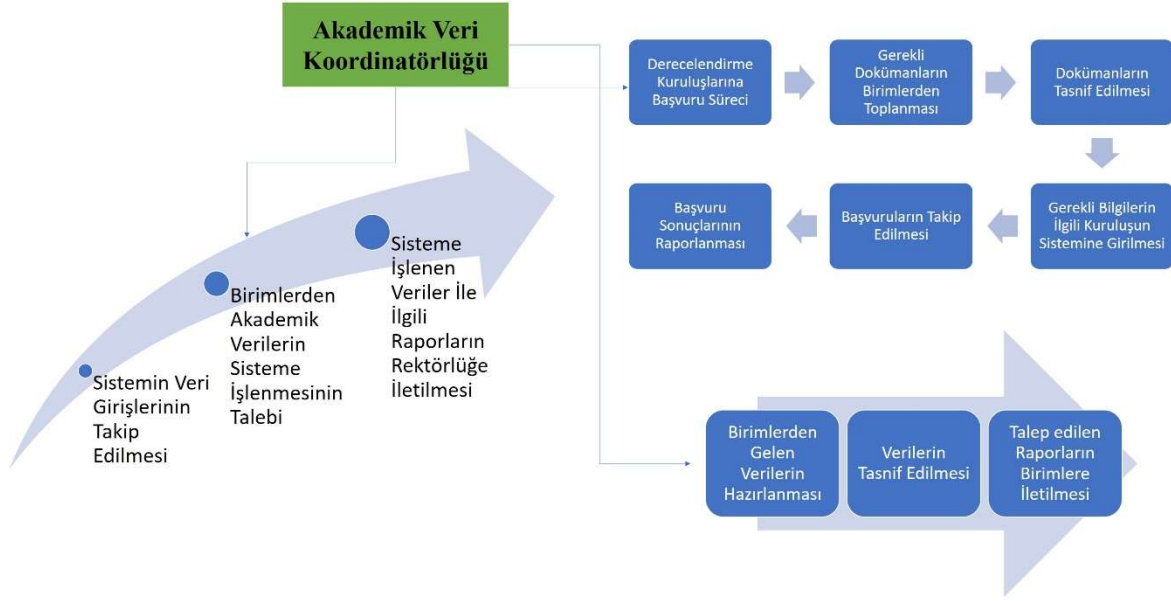 Akademik Veri
Koordinatörlüğü
Derecelendirme
Kuruluşlarına
Başvuru Süreci
Gerekli
Dokümanların
Birimlerden
Toplanması
Dokümanların
Tasnif Edilmesi
Gerekli Bilgilerin
İlgili Kuruluşun
Sistemine Girilmesi
Başvuruların Takip
Edilmesi
Başvuru
Sonuçlarının
Raporlanması
Sistemin Veri
Girişlerinin
Takip
Edilmesi
Birimlerden
Akademik
Verilerin
Sisteme
İşlenmesinin
Talebi
Sisteme
İşlenen
Veriler İle
İlgili
Raporların
Rektörlüğe
İletilmesi
Birimlerden
Gelen
Verilerin
Hazırlanması
Verilerin
Tasnif Edilmesi
Talep edilen
Raporların
Birimlere
İletilmesi